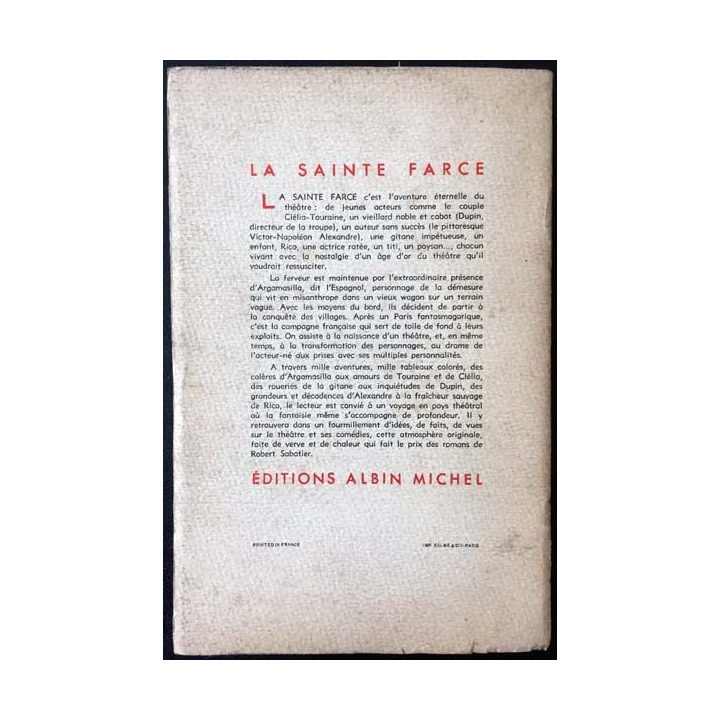 LA SAINTE FARCE
LA SAINTE FARCE c'est l'aventure éternelle du
théâtre : de jeunes acteurs comme le couple
Clélia-Touraine, un vieillard noble et cabot (Dupin,
directeur de la troupe), un auteur sans succès (le pittoresque
Victor-Napoléon Alexandre), une gitane impétueuse, un
enfant, Rico, une actrice ratée, un titi, un paysan..., chacun
vivant avec la nostalgie d'un âge d'or du théâtre qu'il
voudrait ressusciter.
La ferveur est maintenue par l'extraordinaire présence
d'Argamasilla, dit l'Espagnol, personnage de la démesure
qui vit en misanthrope dans un vieux wagon sur un terrain
vague. Avec les moyens du bord, ils décident de partir à
la conquête des villages. Après un Paris fantasmagorique,
c'est la campagne française qui sert de toile de fond à leurs
exploits. On assiste à la naissance d'un théâtre, et, en même
temps, à la transformation des personnages, au drame de
l'acteur-né aux prises avec ses multiples personnalités.
A travers mille aventures, mille tableaux colorés, des
colères d'Argamasilla aux amours de Touraine et de Clélia,
des roueries de la gitane aux inquiétudes de Dupin, des
grandeurs et décadences d'Alexandre à la fraîcheur sauvage
de Rico, le lecteur est convié à un voyage en pays théâtral
où la fantaisie même s'accompagne de profondeur. Il y
retrouvera dans un fourmillement d'idées, de faits, de vues
sur le théâtre et ses comédies, cette atmosphère originale,
faite de verve et de chaleur qui fait le prix des romans de
Robert Sabatier.
ÉDITIONS ALBIN MICHEL
PRINTED IN FRANCE
IMP. PARIS